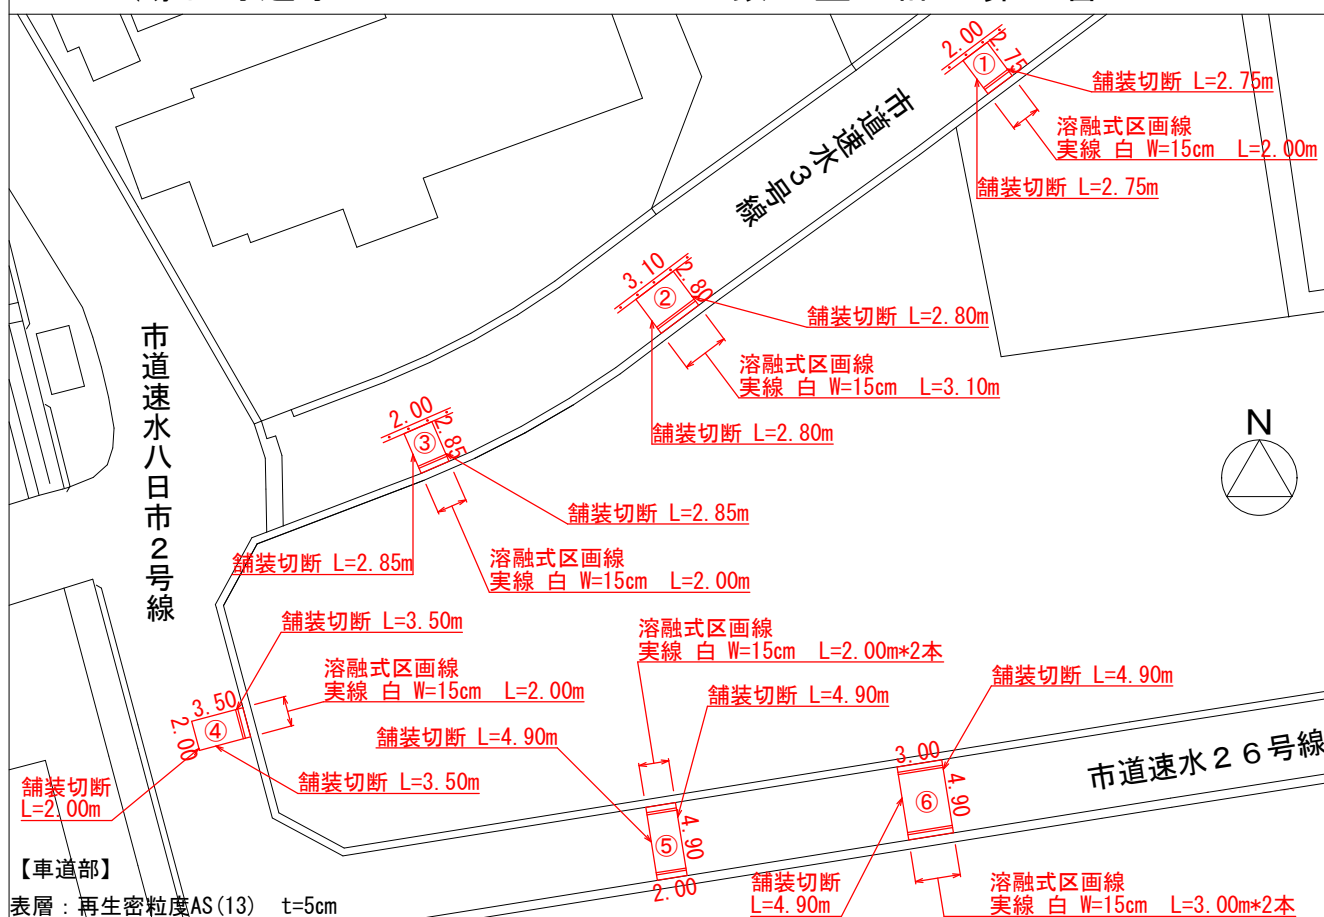 2.00
2.75
①
舗装切断 L=2.75m
溶融式区画線
実線 白 W=15cm L=2.00m
舗装切断 L=2.75m
市道速水3号線
3.10
2.80
②
舗装切断 L=2.80m
溶融式区画線
実線 白 W=15cm L=3.10m
舗装切断 L=2.80m
市道速水八日市2号線
2.00
2.85
③
舗装切断 L=2.85m
舗装切断 L=2.85m
溶融式区画線
実線 白 W=15cm L=2.00m
N
舗装切断 L=3.50m
溶融式区画線
実線 白 W=15cm L=2.00m
3.50
2.00
④
舗装切断 L=3.50m
舗装切断
L=2.00m
溶融式区画線
実線 白 W=15cm L=2.00m*2本
舗装切断 L=4.90m
舗装切断 L=4.90m
4.90
⑤
2.00
舗装切断 L=4.90m
3.00
4.90
⑥
市道速水26号線
舗装切断
L=4.90m
溶融式区画線
実線 白 W=15cm L=3.00m*2本
【車道部】
表層：再生密粒度AS(13) t=5cm